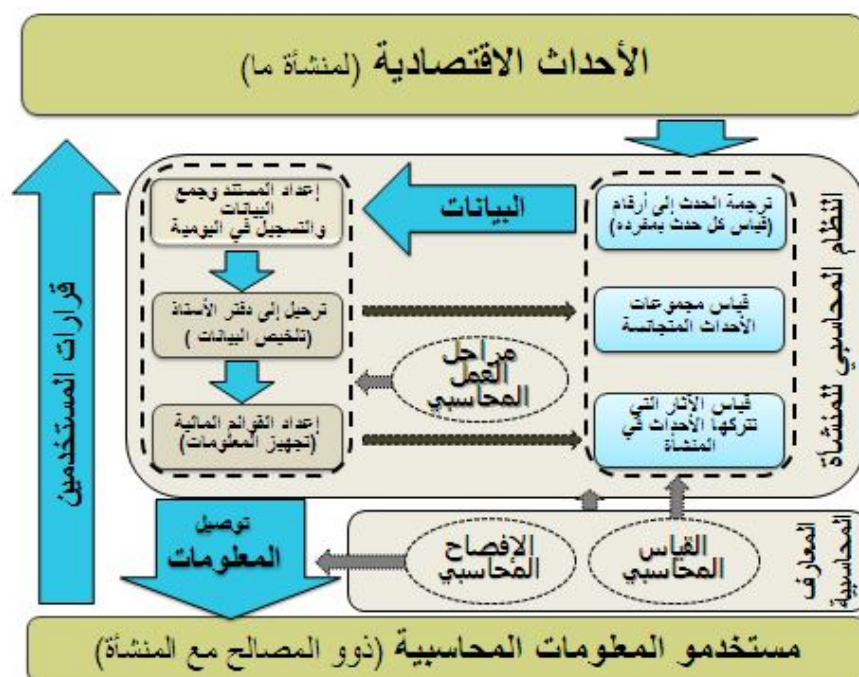 الأحداث الاقتصادية (لمنشأة ما)
النظام المحاسبي للمنشأة
ترجمة الحدث إلى أرقام
(قياس كل حدث بمفرده)
البيانات
إعداد المستند وجمع
البيانات
والتسجيل في اليومية
قياس مجموعات
الأحداث المتجانسة
ترحيل إلى دفتر الأستاذ
(تلخيص البيانات )
مراحل
العمل
المحاسبي
قياس الآثار التي
تتركها الأحداث في
المنشأة
إعداد القوائم المالية
(تجهيز المعلومات)
قرارات المستخدمين
المعارف
المحاسبية
القياس
المحاسبي
الإفصاح
المحاسبي
توصيل
المعلومات
مستخدمو المعلومات المحاسبية (ذوو المصالح مع المنشأة)